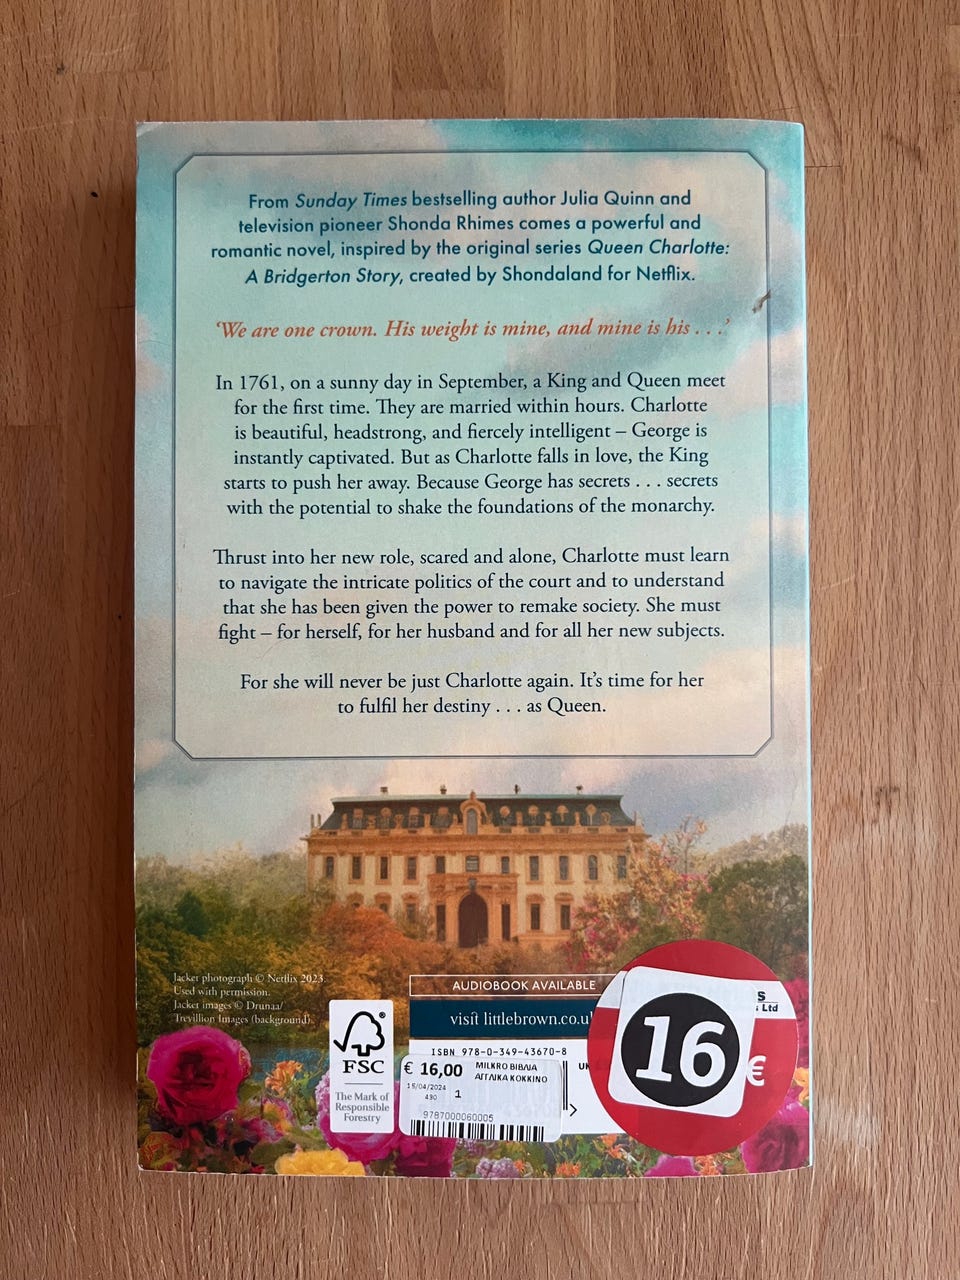 From Sunday Times bestselling author Julia Quinn and
television pioneer Shonda Rhimes comes a powerful and
romantic novel, inspired by the original series Queen Charlotte:
A Bridgerton Story, created by Shondaland for Netflix.
‘We are one crown. His weight is mine, and mine is his . . .’
In 1761, on a sunny day in September, a King and Queen meet
for the first time. They are married within hours. Charlotte
is beautiful, headstrong, and fiercely intelligent – George is
instantly captivated. But as Charlotte falls in love, the King
starts to push her away. Because George has secrets . . . secrets
with the potential to shake the foundations of the monarchy.
Thrust into her new role, scared and alone, Charlotte must learn
to navigate the intricate politics of the court and to understand
that she has been given the power to remake society. She must
fight – for herself, for her husband and for all her new subjects.
For she will never be just Charlotte again. It’s time for her
to fulfil her destiny . . . as Queen.
Jacket photograph © Netflix 2023.
Used with permission.
Jacket images © Drunaa/
Trevillion Images (background).
FSC
®
The Mark of
Responsible
Forestry
AUDIOBOOK AVAILABLE
visit littlebrown.co.u
ISBN 978-0-349-43670-8
UK
€ 16,00
MILKRO ΒΙΒΛΙΑ
ΑΓΓΛΙΚΑ ΚΟΚΚΙΝΟ
15/04/2024
430
1
9787000060005
S
s Ltd
16
€